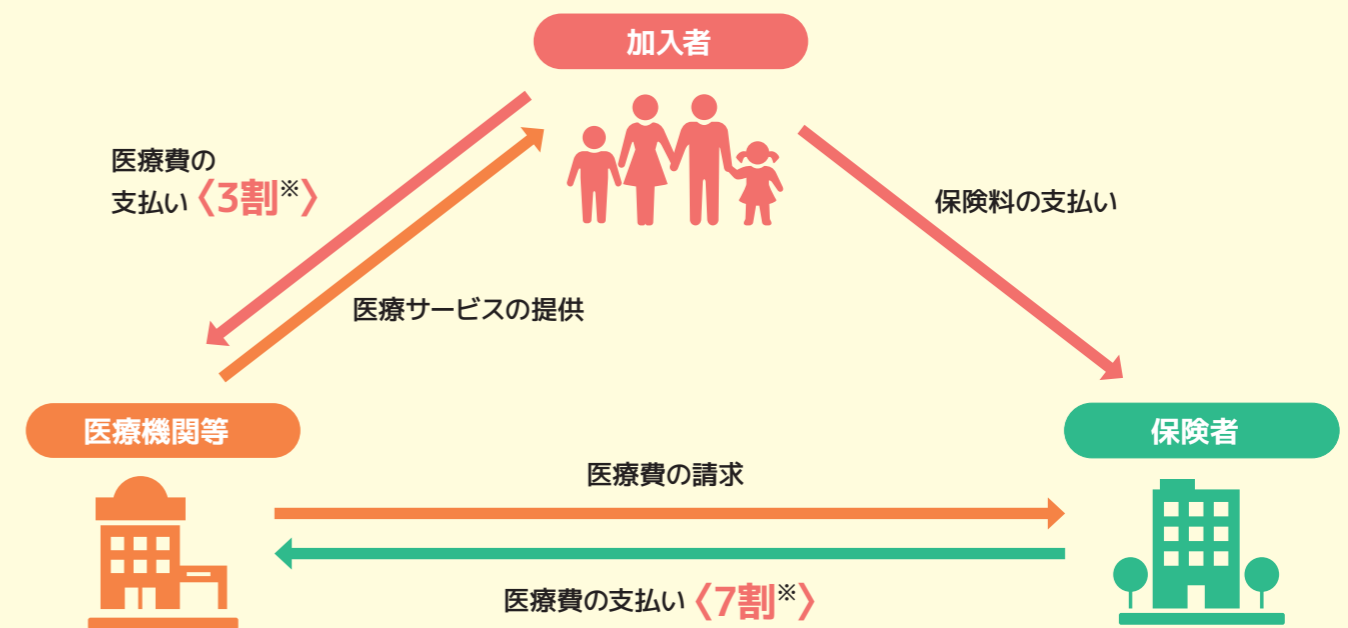 加入者
医療費の
支払い〈3割※〉
保険料の支払い
医療サービスの提供
医療機関等
保険者
医療費の請求
医療費の支払い〈7割※〉